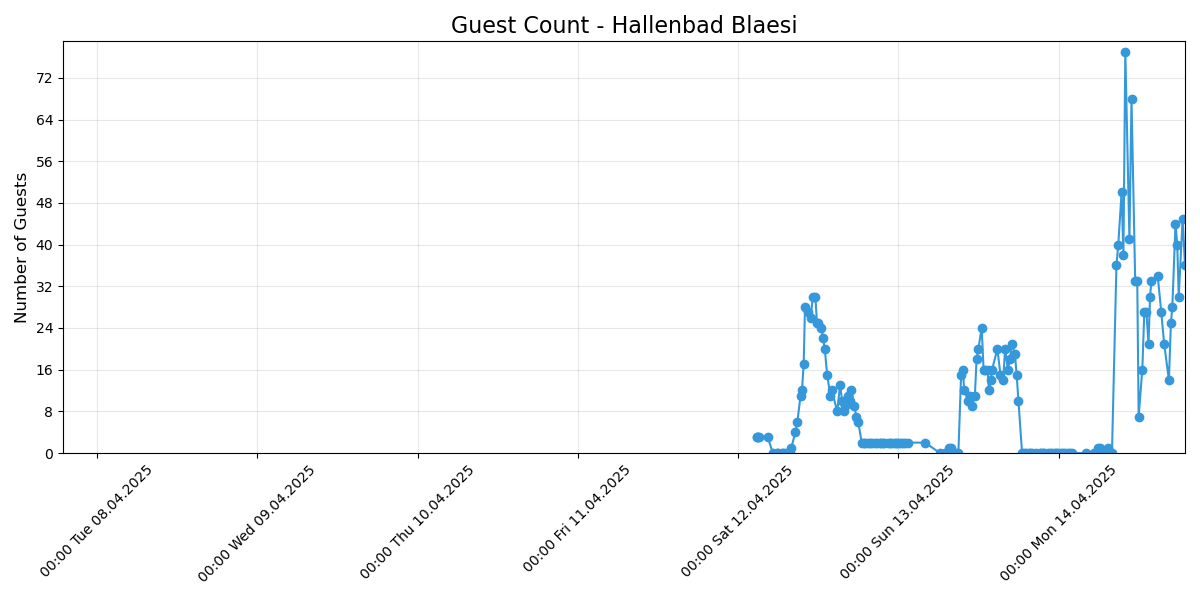 Guest Count - Hallenbad Blaesi
Number of Guests
72
64
56
48
40
32
24
16
8
0
00:00 Tue 08.04.2025
00:00 Wed 09.04.2025
00:00 Thu 10.04.2025
00:00 Fri 11.04.2025
00:00 Sat 12.04.2025
00:00 Sun 13.04.2025
00:00 Mon 14.04.2025